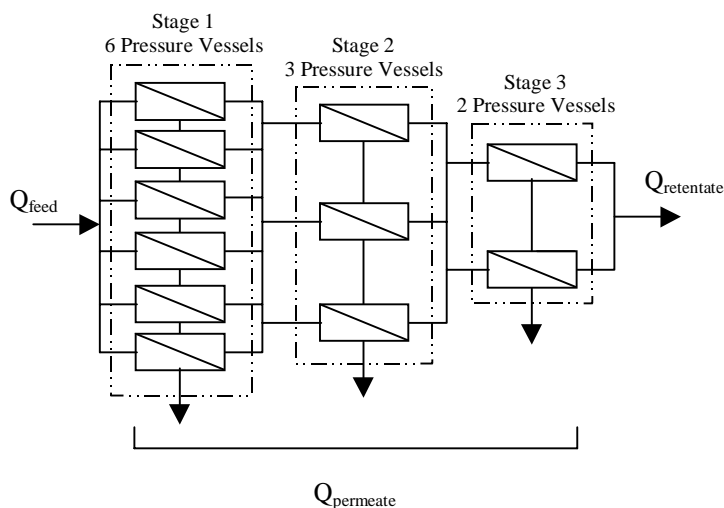 Stage 1
6 Pressure Vessels
Stage 2
3 Pressure Vessels
Stage 3
2 Pressure Vessels
Qfeed
Qretentate
Qpermeate